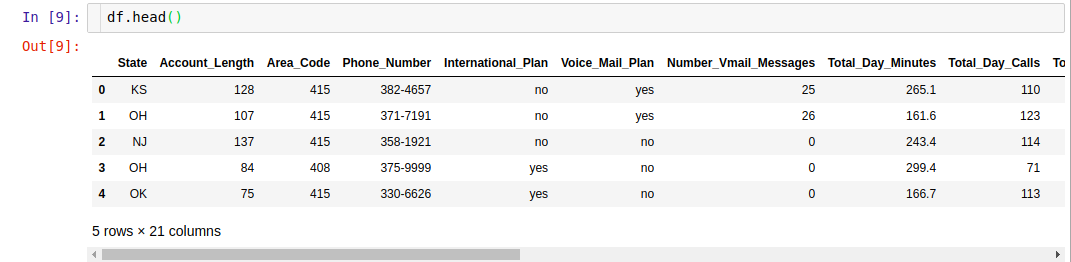 In [9]: df.head()
Out[9]:
State Account_Length Area_Code Phone_Number International_Plan Voice_Mail_Plan Number_Vmail_Messages Total_Day_Minutes Total_Day_Calls To
0 KS 128 415 382-4657 no yes 25 265.1 110
1 OH 107 415 371-7191 no yes 26 161.6 123
2 NJ 137 415 358-1921 no no 0 243.4 114
3 OH 84 408 375-9999 yes no 0 299.4 71
4 OK 75 415 330-6626 yes no 0 166.7 113
5 rows × 21 columns